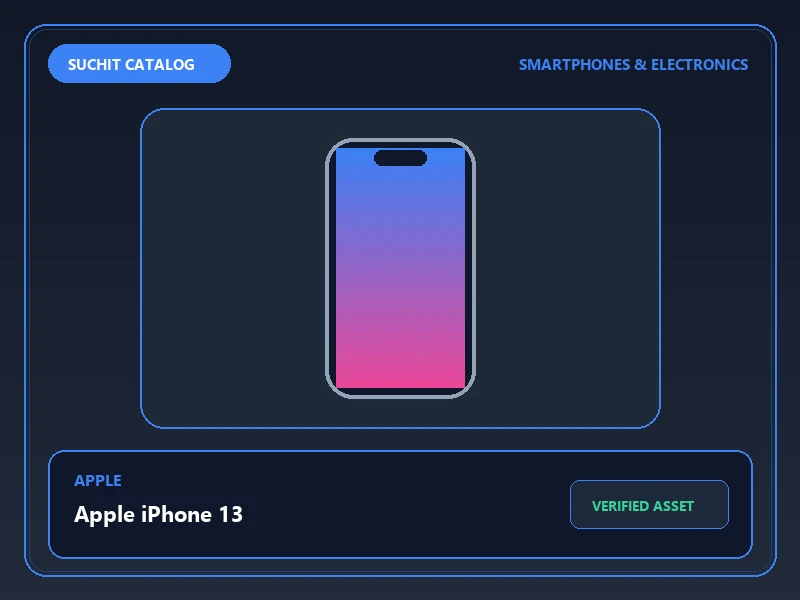 SUCHIT CATALOG
SMARTPHONES & ELECTRONICS
APPLE
Apple iPhone 13
VERIFIED ASSET